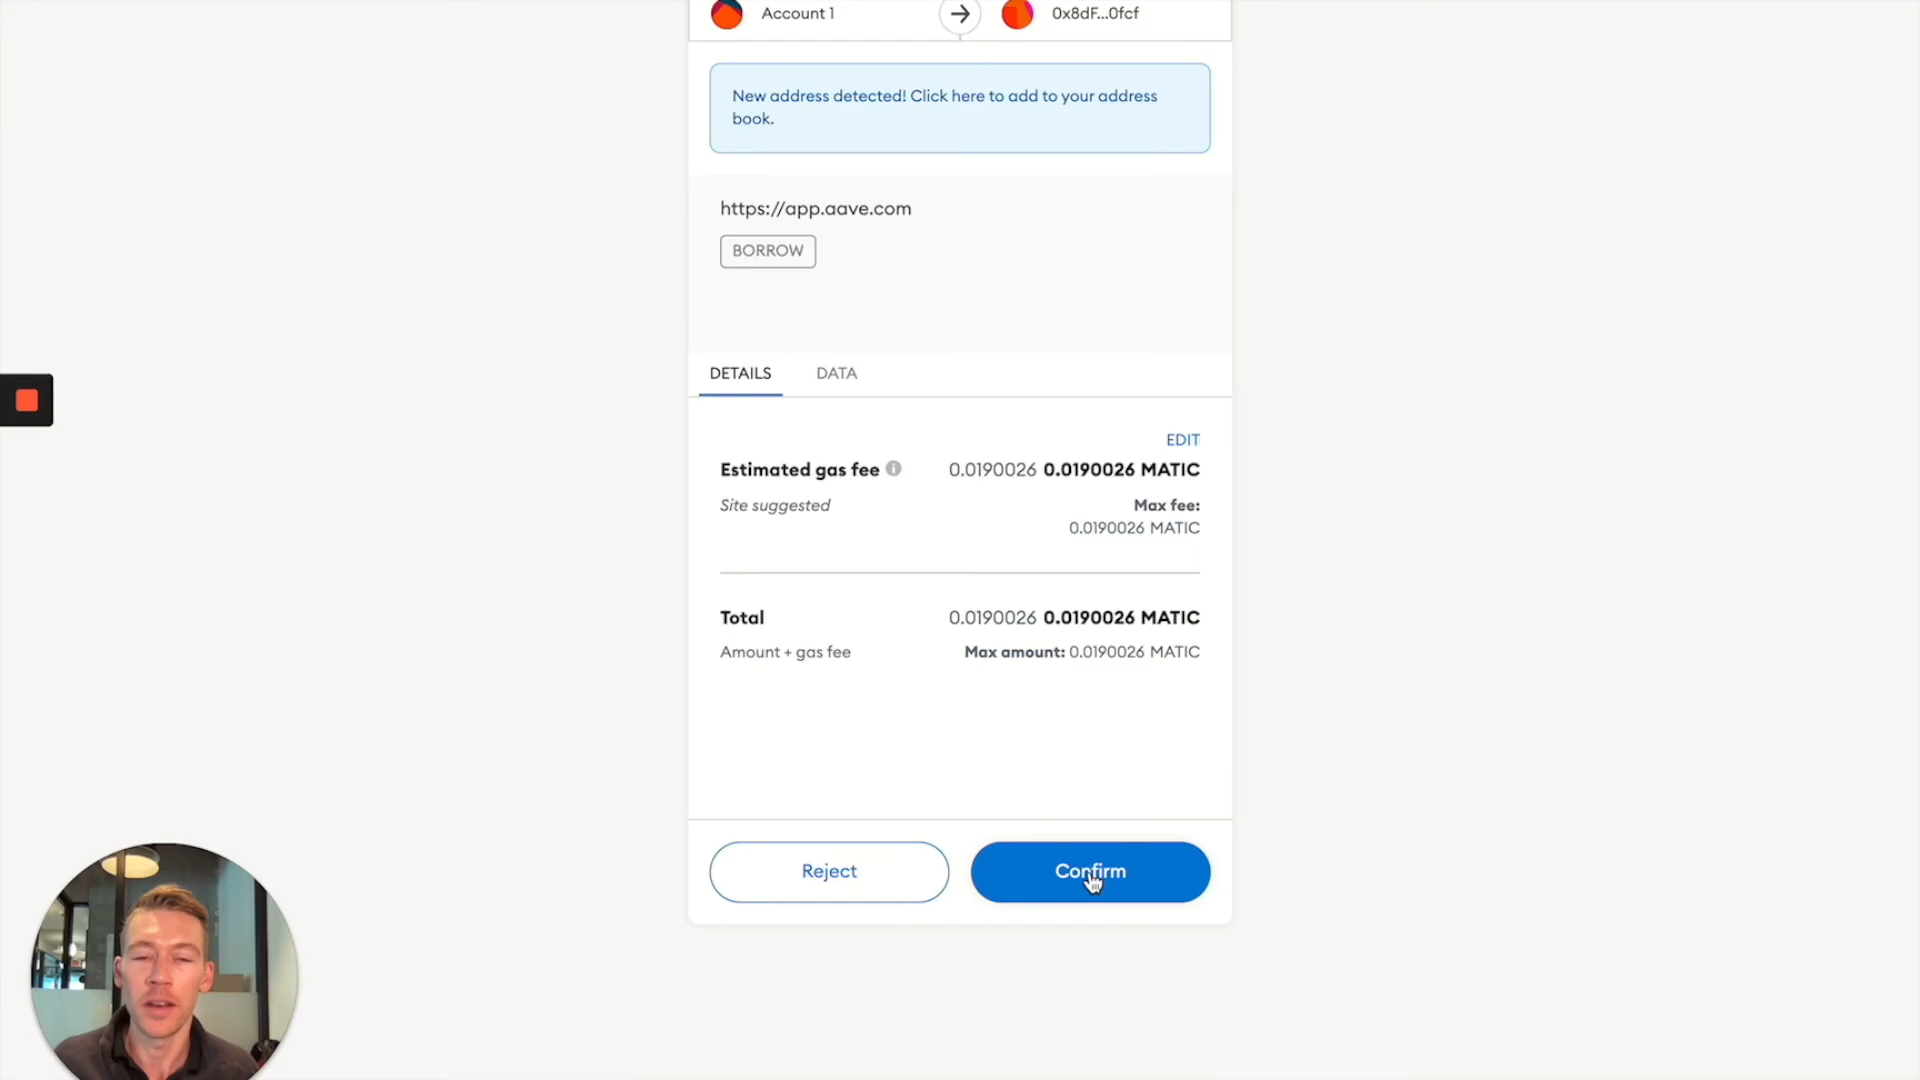 Account 1
0x8dF...0fcf
New address detected! Click here to add to your address
book.
https://app.aave.com
BORROW
DETAILS
DATA
EDIT
Estimated gas fee
0.0190026 0.0190026 MATIC
Site suggested
Max fee:
0.0190026 MATIC
Total
0.0190026 0.0190026 MATIC
Amount + gas fee
Max amount: 0.0190026 MATIC
Reject
Confirm